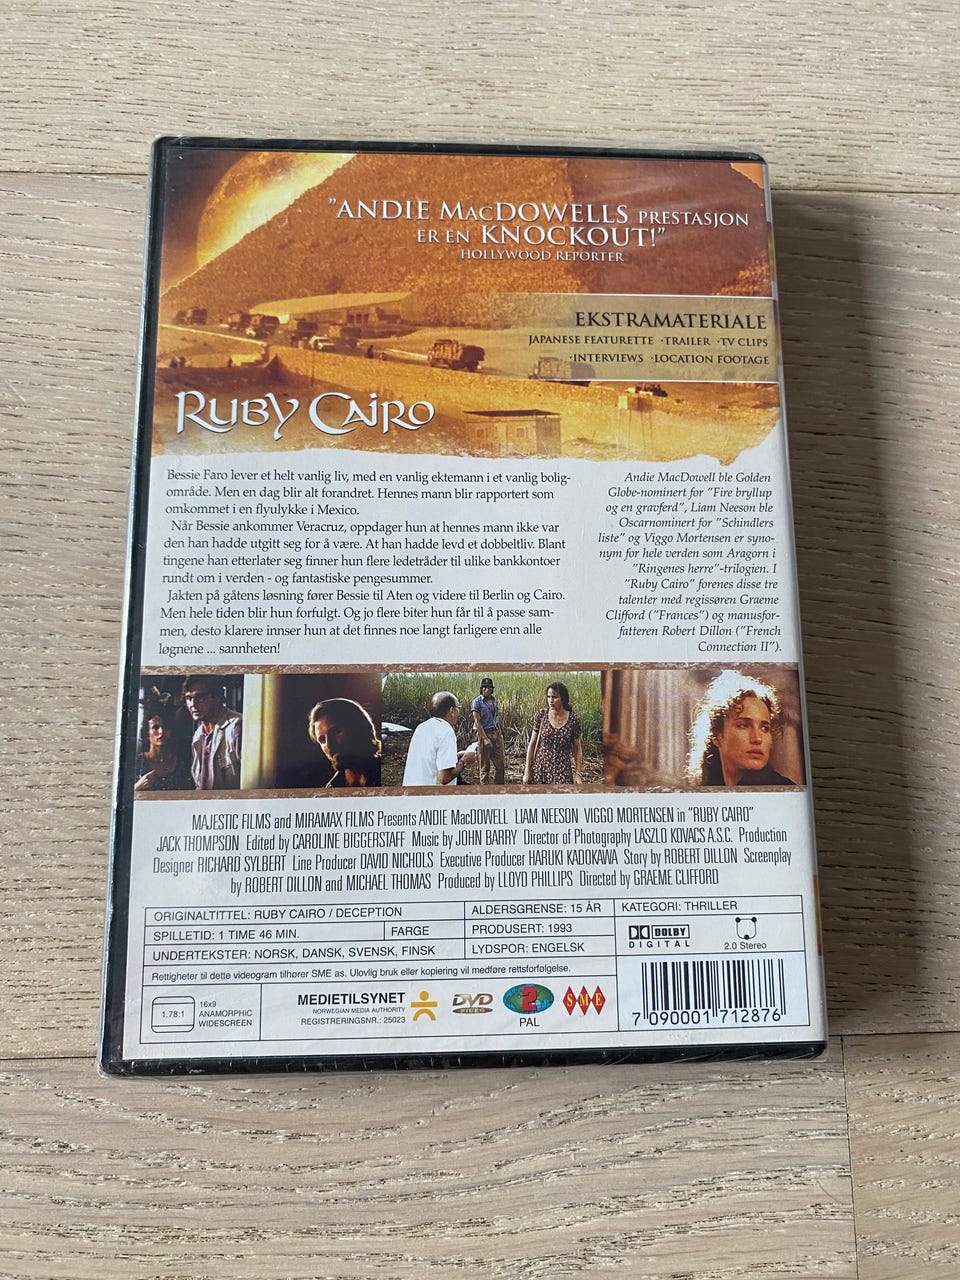 "ANDIE MACDOWELLS PRESTASJON
ER EN KNOCKOUT!"
HOLLYWOOD REPORTER
EKSTRAMATERIALE
JAPANESE FEATURETTE ·TRAILER ·TV CLIPS
·INTERVIEWS ·LOCATION FOOTAGE
RUBY CAIRO
Bessie Faro lever et helt vanlig liv, med en vanlig ektemann i et vanlig bolig-
område. Men en dag blir alt forandret. Hennes mann blir rapportert som
omkommet i en flyulykke i Mexico.
Når Bessie ankommer Veracruz, oppdager hun at hennes mann ikke var
den han hadde utgitt seg for å være. At han hadde levd et dobbeltliv. Blant
tingene han etterlater seg finner hun flere ledetråder til ulike bankkontoer
rundt om i verden - og fantastiske pengesummer.
Jakten på gåtens løsning fører Bessie til Aten og videre til Berlin og Cairo.
Men hele tiden blir hun forfulgt. Og jo flere biter hun får til å passe sam-
men, desto klarere innser hun at det finnes noe langt farligere enn alle
løgnene ... sannheten!
Andie MacDowell ble Golden
Globe-nominert for "Fire bryllup
og en gravferd", Liam Neeson ble
Oscarnominert for "Schindlers
liste" og Viggo Mortensen er syno-
nym for hele verden som Aragorn i
"Ringenes herre"-trilogien. I
"Ruby Cairo" forenes disse tre
talenter med regissøren Graeme
Clifford ("Frances") og manusfor-
fatteren Robert Dillon ("French
Connection II").
MAJESTIC FILMS and MIRAMAX FILMS Presents ANDIE MacDOWELL LIAM NEESON VIGGO MORTENSEN in "RUBY CAIRO"
JACK THOMPSON Edited by CAROLINE BIGGERSTAFF Music by JOHN BARRY Director of Photography LASZLO KOVACS A.S.C. Production
Designer RICHARD SYLBERT Line Producer DAVID NICHOLS Executive Producer HARUKI KADOKAWA Story by ROBERT DILLON Screenplay
by ROBERT DILLON and MICHAEL THOMAS Produced by LLOYD PHILLIPS Directed by GRAEME CLIFFORD
ORIGINALTITTEL: RUBY CAIRO / DECEPTION
ALDERSGRENSE: 15 ÅR
KATEGORI: THRILLER
SPILLETID: 1 TIME 46 MIN.
FARGE
PRODUSERT: 1993
UNDERTEKSTER: NORSK, DANSK, SVENSK, FINSK
LYDSPOR: ENGELSK
DOLBY
DIGITAL
2.0 Stereo
Rettigheter til dette videogram tilhører SME as. Ulovlig bruk eller kopiering vil medføre rettsforfølgelse.
1.78:1
16x9
ANAMORPHIC
WIDESCREEN
MEDIETILSYNET
NORWEGIAN MEDIA AUTHORITY
REGISTRERINGSNR.: 25023
DVD
VIDEO
2
PAL
SME
7 090001 712876